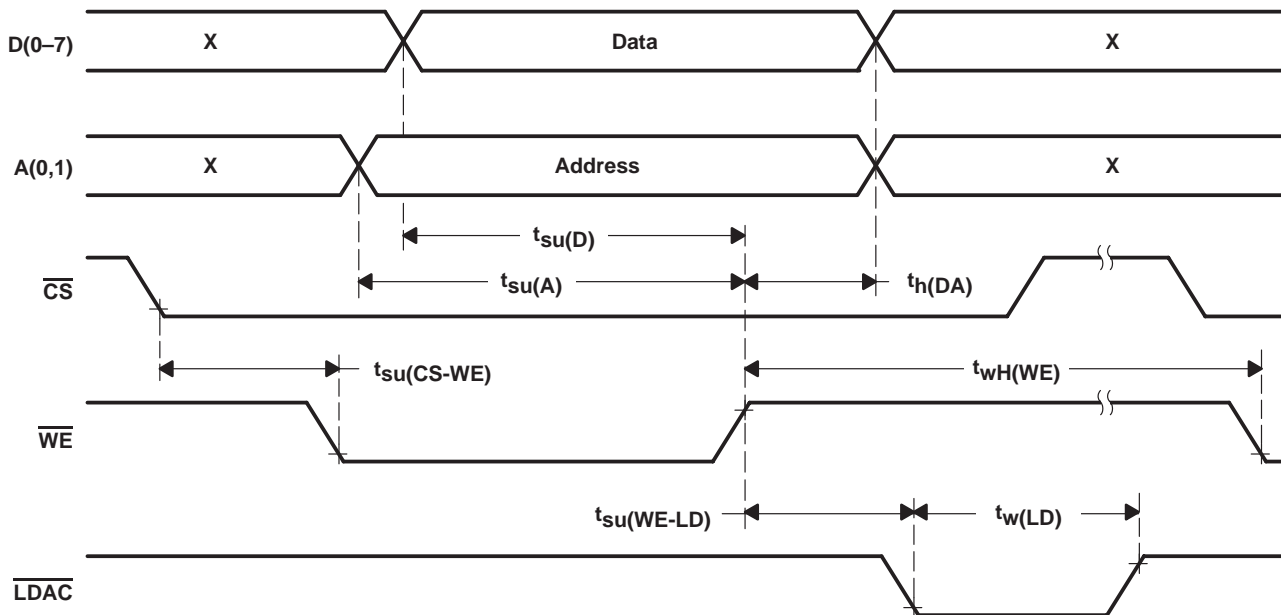 D(0–7) X Data X
A(0,1) X Address X
tsu(D)
CS tsu(A) th(DA)
tsu(CS-WE) twH(WE)
WE
tsu(WE-LD) tw(LD)
LDAC